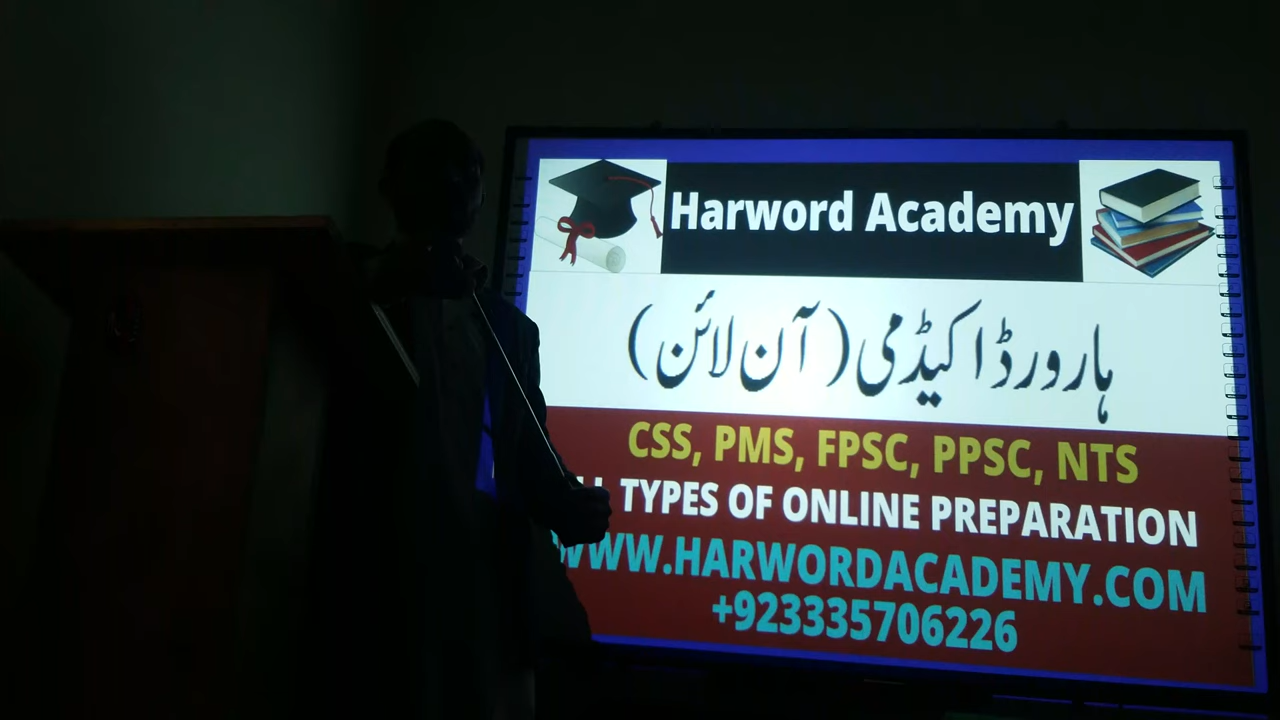 Harword Academy
ہارورڈ اکیڈمی (آن لائن)
CSS, PMS, FPSC, PPSC, NTS
TYPES OF ONLINE PREPARATION
WWW.HARWORDACADEMY.COM
+923335706226